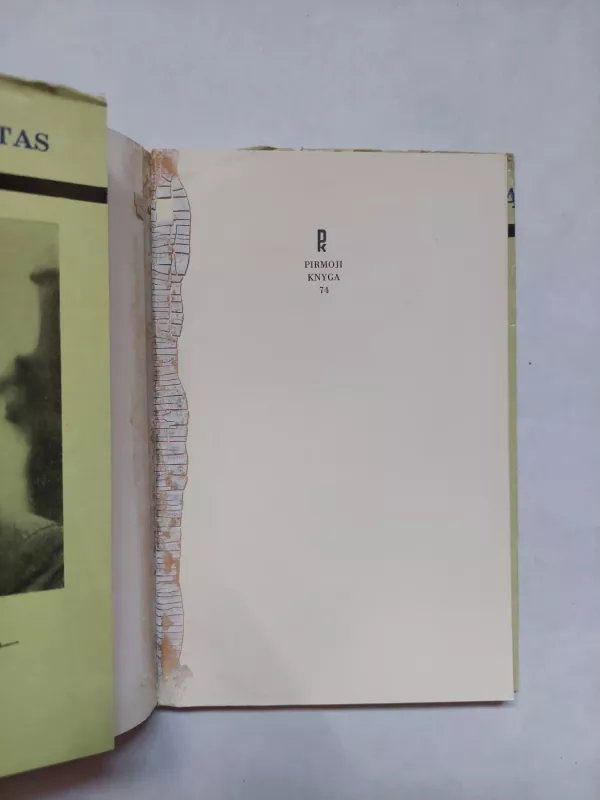 TAS
pk
PIRMOJI
KNYGA
74